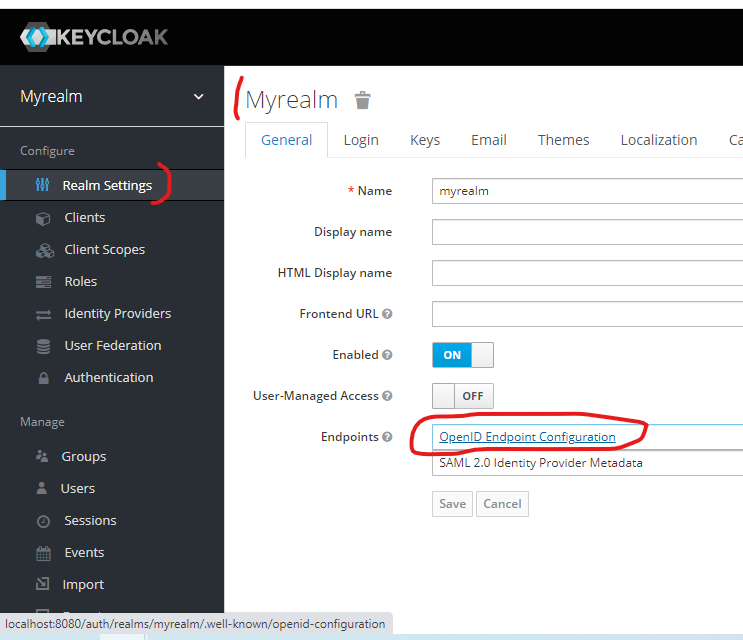 KEYCLOAK
Myrealm
Configure
Realm Settings
Clients
Client Scopes
Roles
Identity Providers
User Federation
Authentication
Manage
Groups
Users
Sessions
Events
Import
Myrealm
General Login Keys Email Themes Localization Ca
* Name myrealm
Display name
HTML Display name
Frontend URL
Enabled ON
User-Managed Access OFF
Endpoints OpenID Endpoint Configuration
SAML 2.0 Identity Provider Metadata
Save Cancel
localhost:8080/auth/realms/myrealm/.well-known/openid-configuration